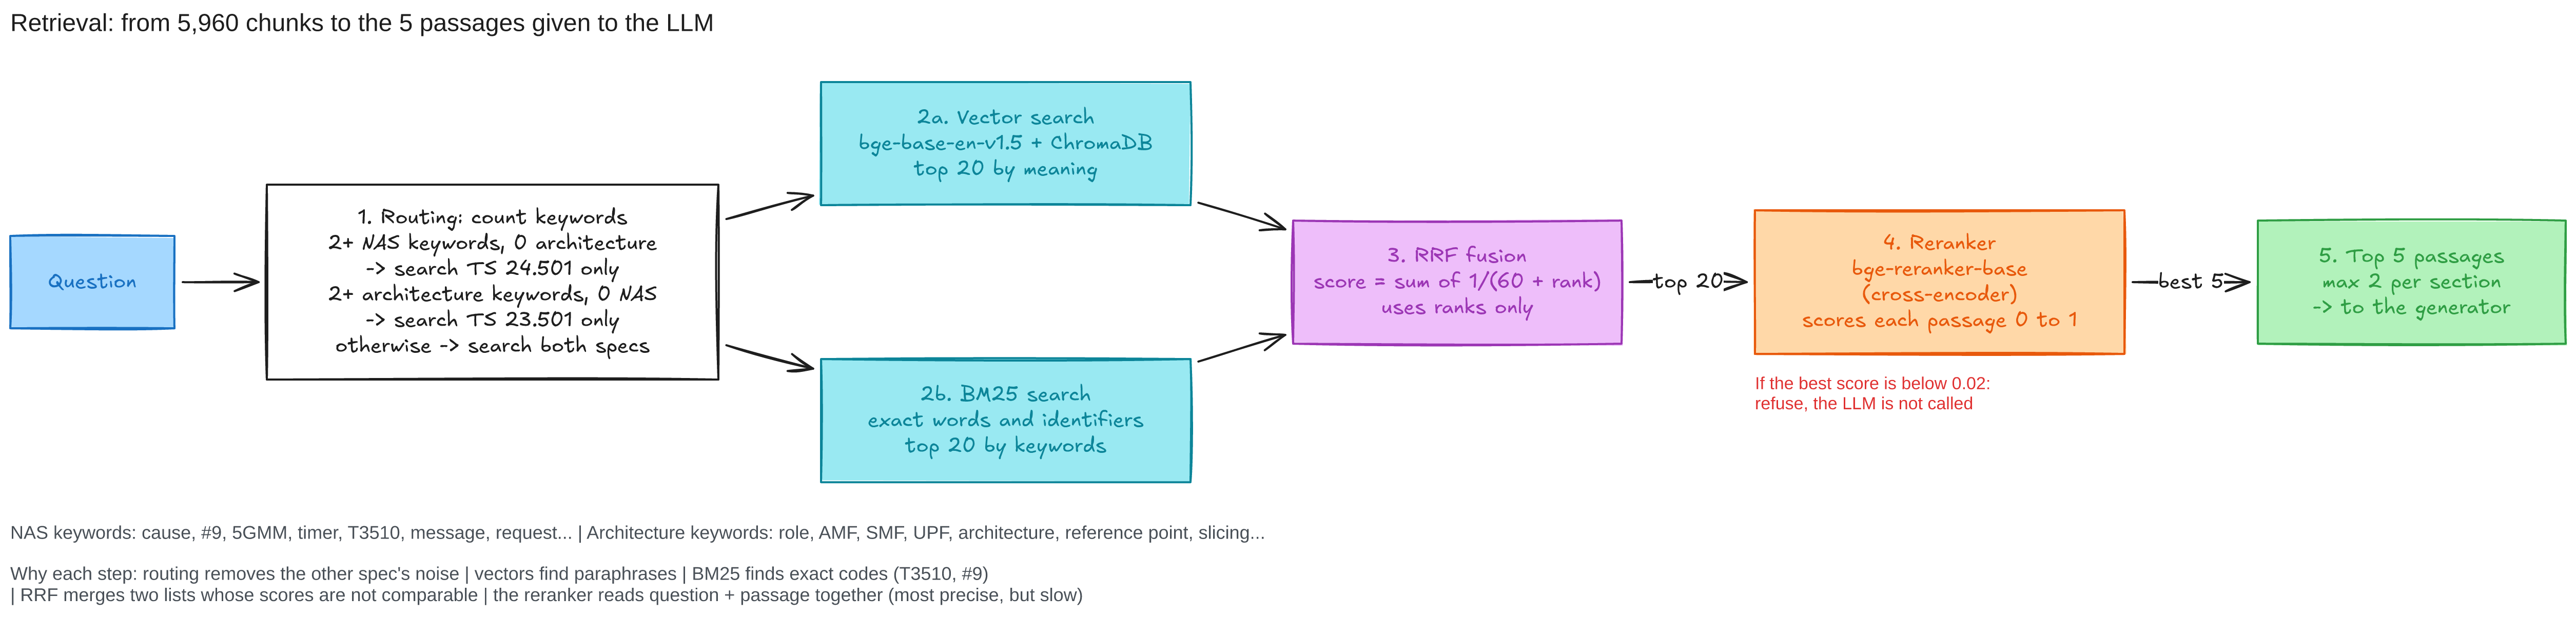 Retrieval: from 5,960 chunks to the 5 passages given to the LLM
Question
1. Routing: count keywords
2+ NAS keywords, 0 architecture
-> search TS 24.501 only
2+ architecture keywords, 0 NAS
-> search TS 23.501 only
otherwise -> search both specs
2a. Vector search
bge-base-en-v1.5 + ChromaDB
top 20 by meaning
2b. BM25 search
exact words and identifiers
top 20 by keywords
3. RRF fusion
score = sum of 1/(60 + rank)
uses ranks only
top 20
4. Reranker
bge-reranker-base
(cross-encoder)
scores each passage 0 to 1
If the best score is below 0.02:
refuse, the LLM is not called
best 5
5. Top 5 passages
max 2 per section
-> to the generator
NAS keywords: cause, #9, 5GMM, timer, T3510, message, request... | Architecture keywords: role, AMF, SMF, UPF, architecture, reference point, slicing...
Why each step: routing removes the other spec's noise | vectors find paraphrases | BM25 finds exact codes (T3510, #9)
| RRF merges two lists whose scores are not comparable | the reranker reads question + passage together (most precise, but slow)